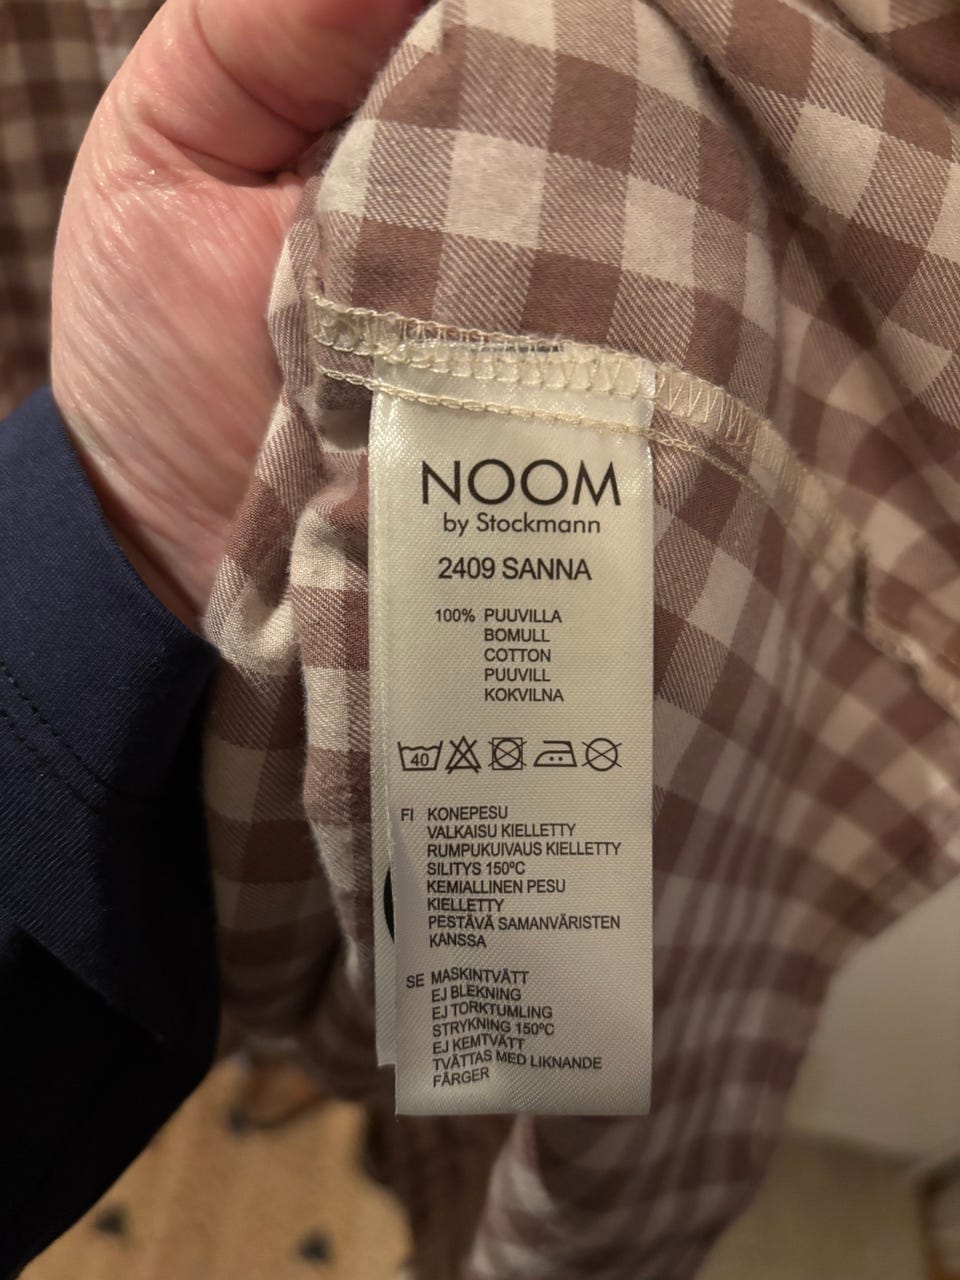 NOOM
by Stockmann
2409 SANNA
100% PUUVILLA
BOMULL
COTTON
PUUVILL
KOKVILNA
40
FI KONEPESU
VALKAISU KIELLETTY
RUMPUKUIVAUS KIELLETTY
SILITYS 150ºC
KEMIALLINEN PESU
KIELLETTY
PESTÄVÄ SAMANVÄRISTEN
KANSSA
SE MASKINTVÄTT
EJ BLEKNING
EJ TORKTUMLING
STRYKNING 150ºC
EJ KEMTVÄTT
TVÄTTAS MED LIKNANDE
FÄRGER